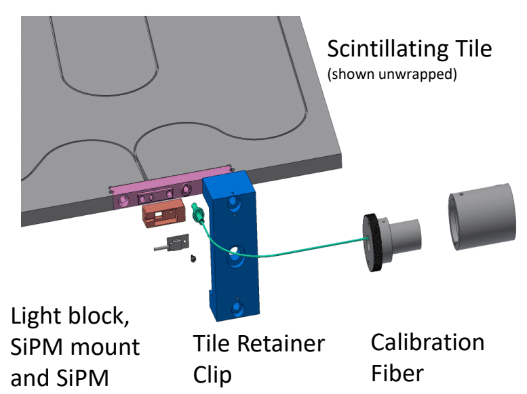 Scintillating Tile
(shown unwrapped)
Light block,
SiPM mount
and SiPM
Tile Retainer
Clip
Calibration
Fiber